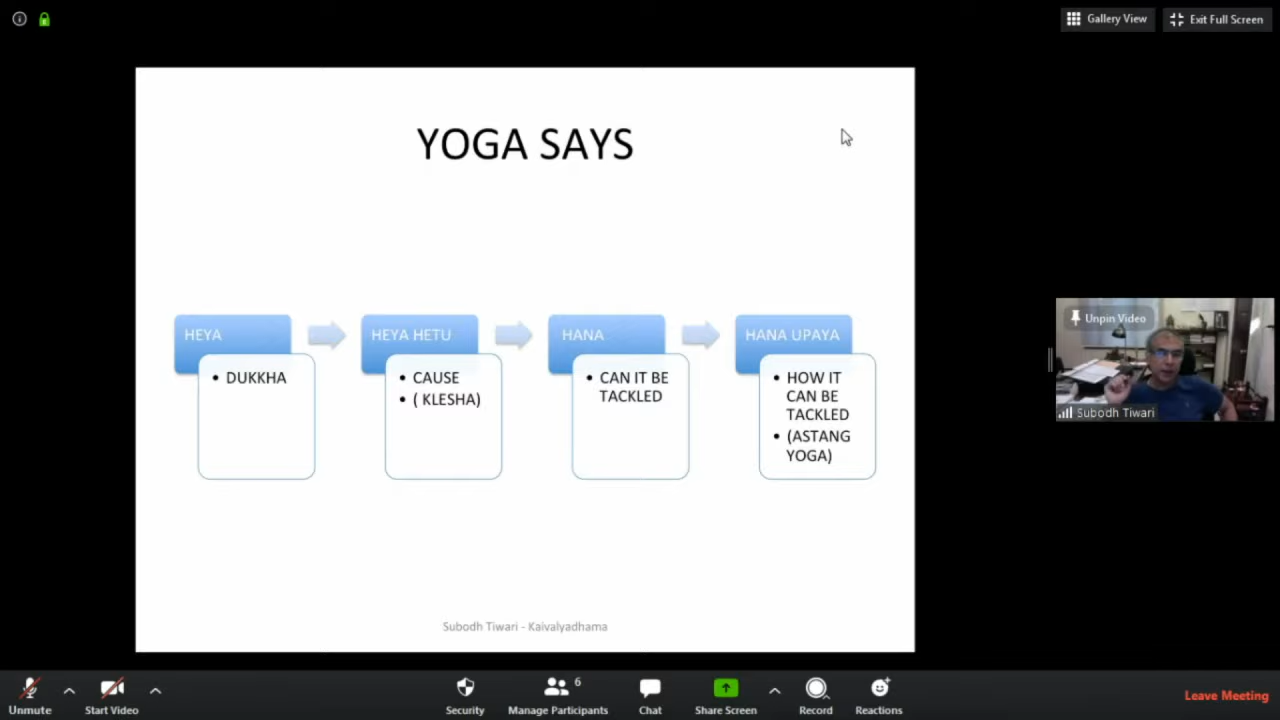 Gallery View
Exit Full Screen
YOGA SAYS
HEYA
HEYA HETU
HANA
HANA UPAYA
• DUKKHA
• CAUSE
• ( KLESHA)
• CAN IT BE
TACKLED
• HOW IT
CAN BE
TACKLED
• (ASTANG
YOGA)
Unpin Video
Subodh Tiwari
Subodh Tiwari - Kaivalyadhama
Unmute
Start Video
Security
Manage Participants
6
Chat
Share Screen
Record
Reactions
Leave Meeting